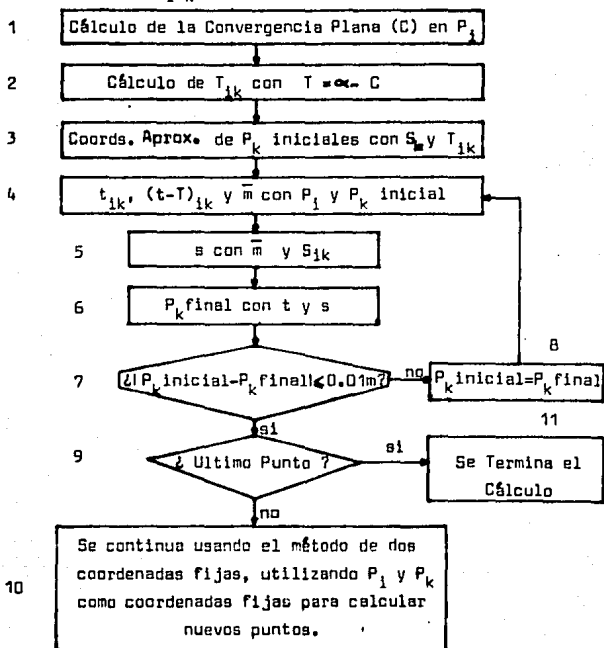 1 Cálculo de la Convergencia Plana (C) en P_i
2 Cálculo de T_ik con T = α - C
3 Coords. Aprox. de P_k iniciales con S y T_ik
4 t_ik, (t-T)_ik y m̅ con P_i y P_k inicial
5 s con m̅ y S_ik
6 P_k final con t y s
8
7 ¿|P_k inicial-P_k final|≤0.01m?
no
P_k inicial=P_k final
si
11
9 ¿ Ultimo Punto ?
si
Se Termina el
Cálculo
no
10
Se continua usando el método de dos
coordenadas fijas, utilizando P_i y P_k
como coordenadas fijas para calcular
nuevos puntos.